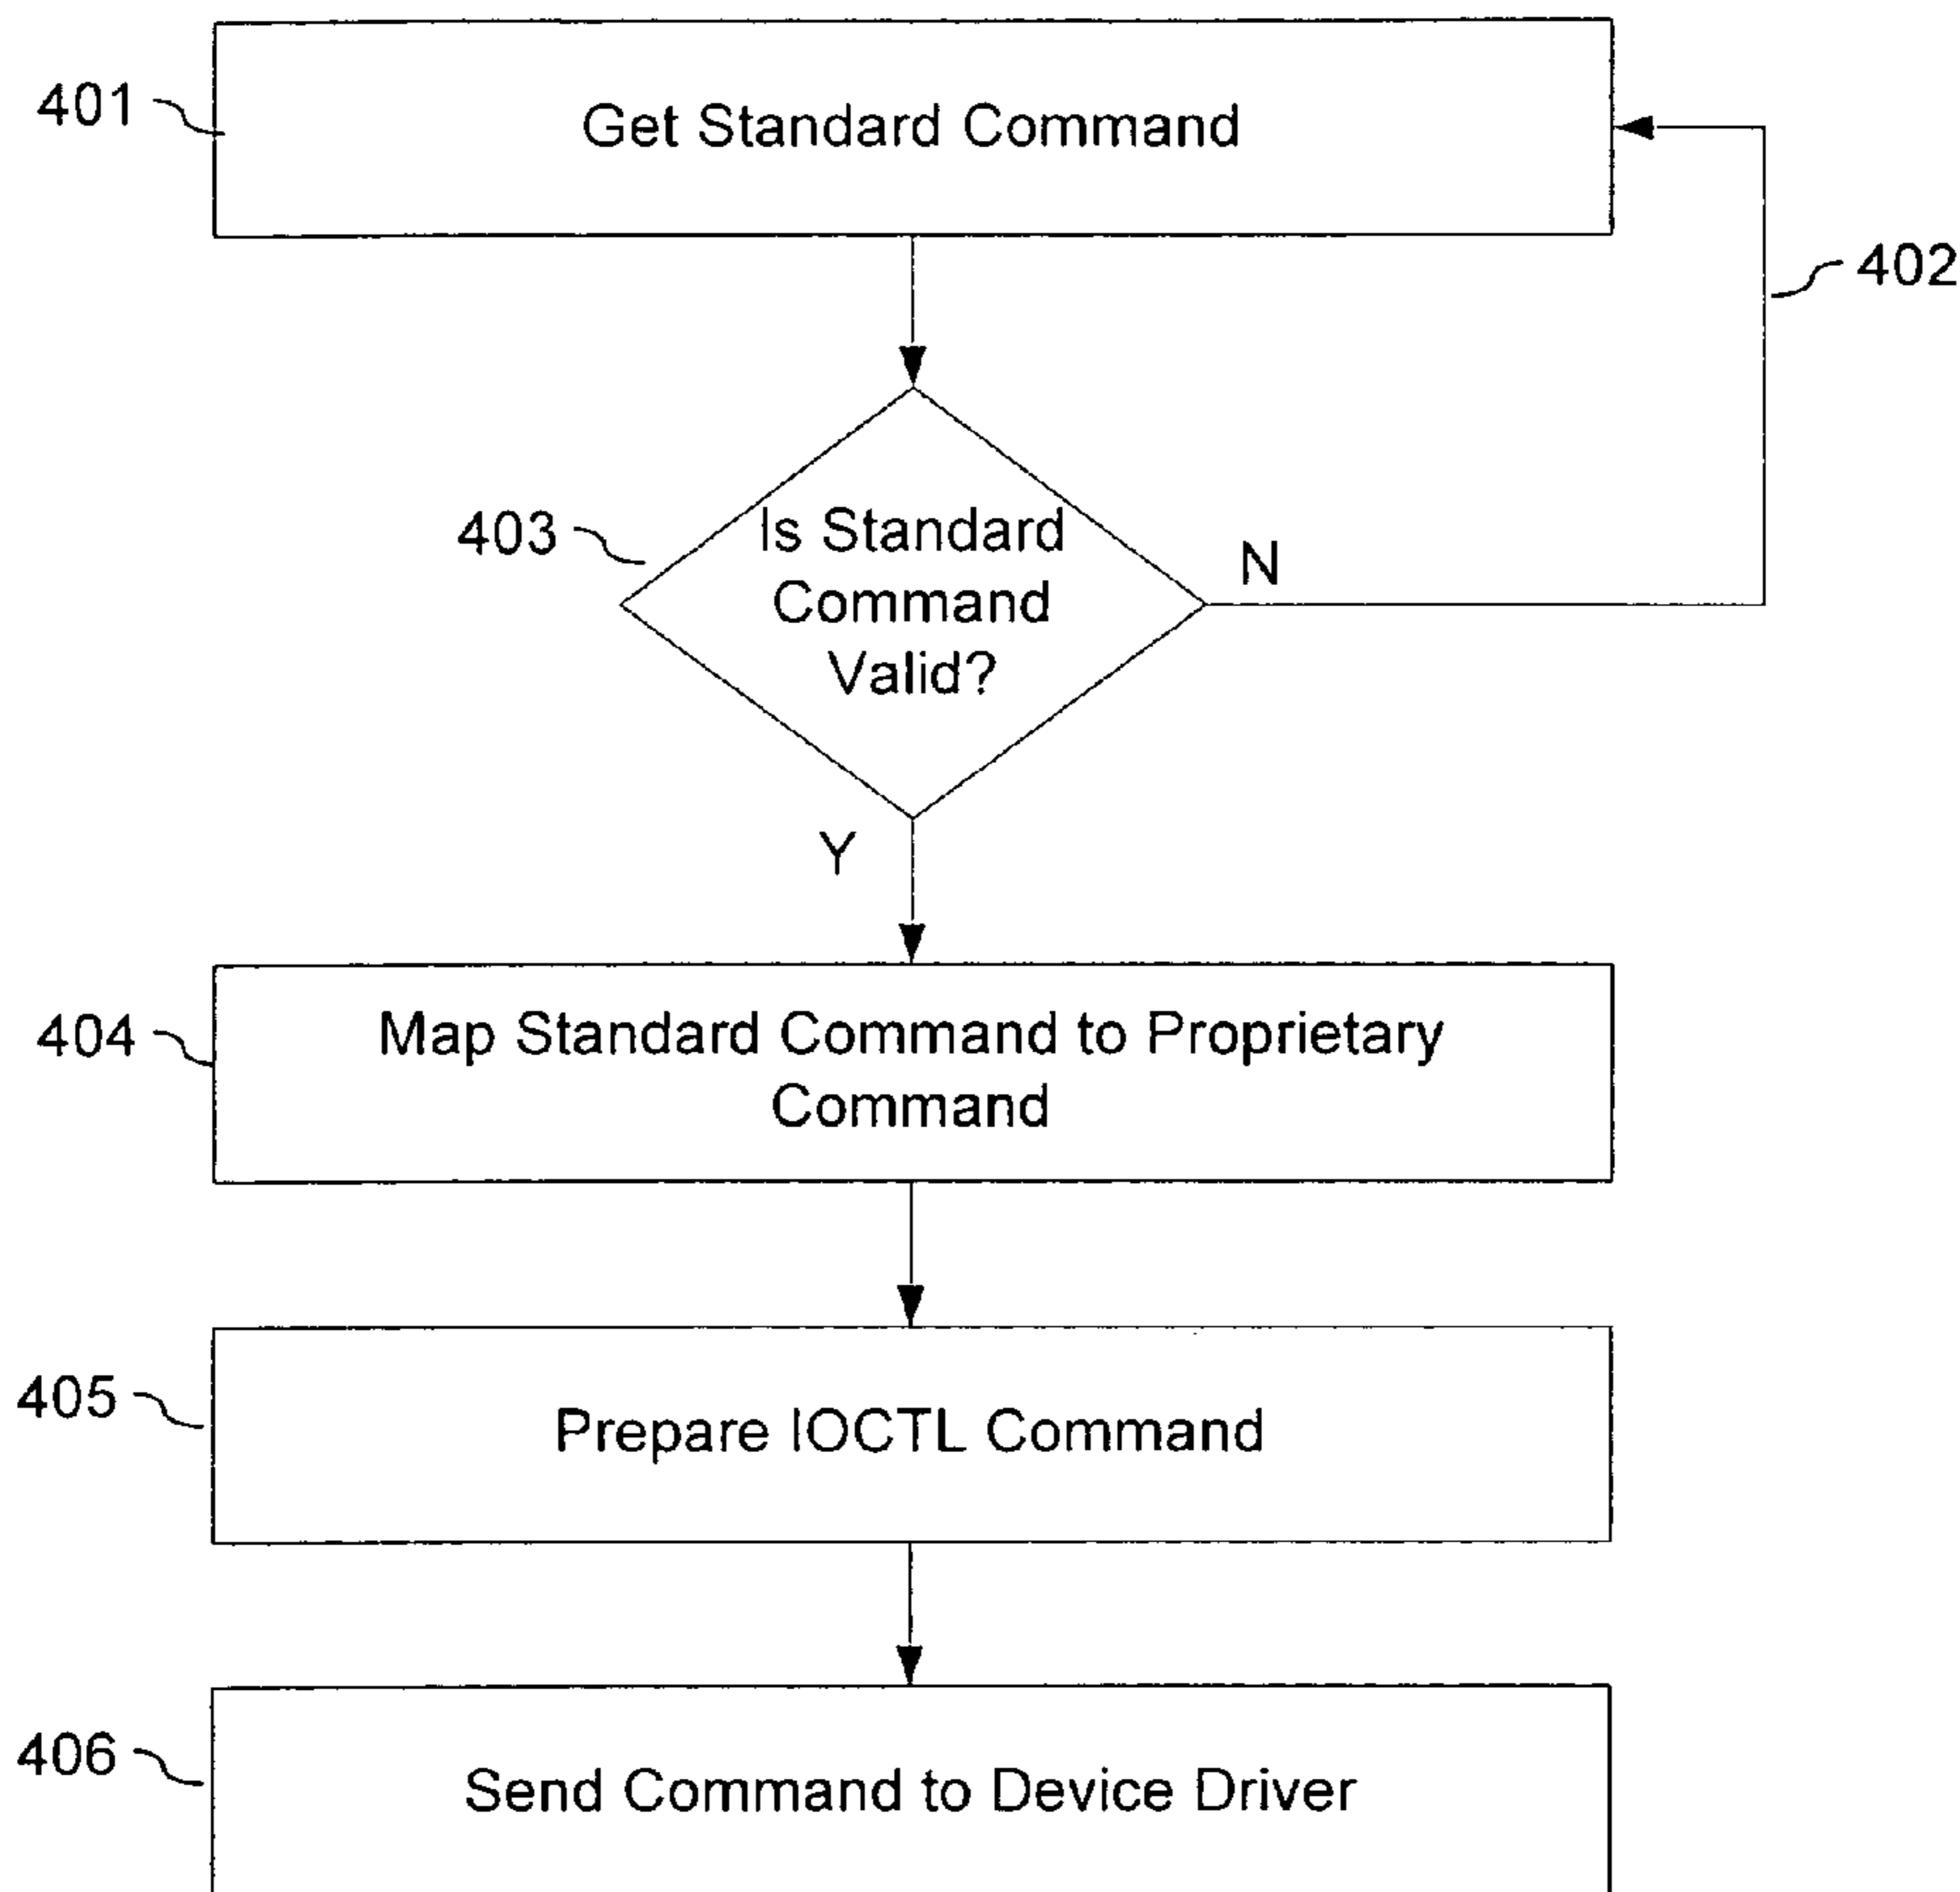 401
Get Standard Command
402
403
Is Standard
Command
Valid?
N
Y
404
Map Standard Command to Proprietary
Command
405
Prepare IOCTL Command
406
Send Command to Device Driver